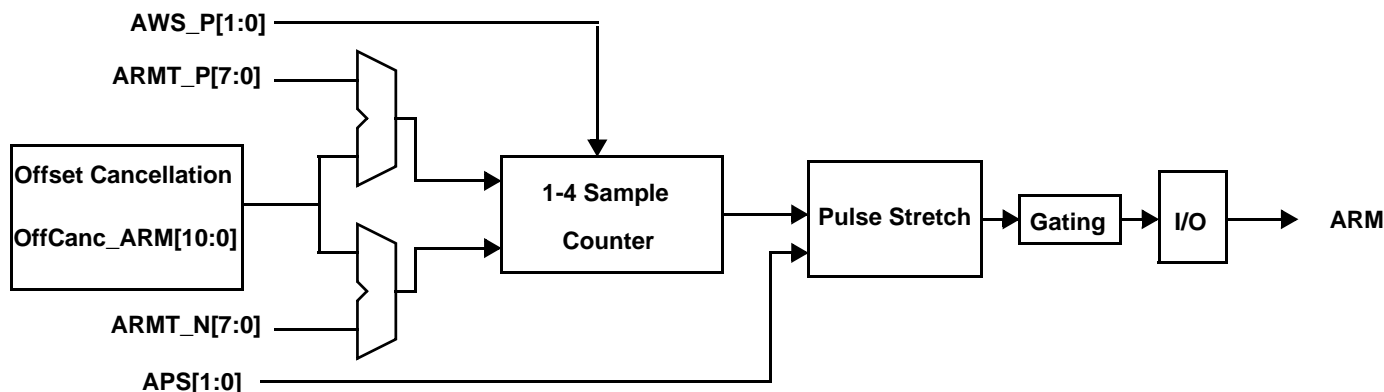 AWS_P[1:0]
ARMT_P[7:0]
Offset Cancellation
OffCanc_ARM[10:0]
1-4 Sample
Counter
Pulse Stretch
Gating
I/O
ARM
ARMT_N[7:0]
APS[1:0]